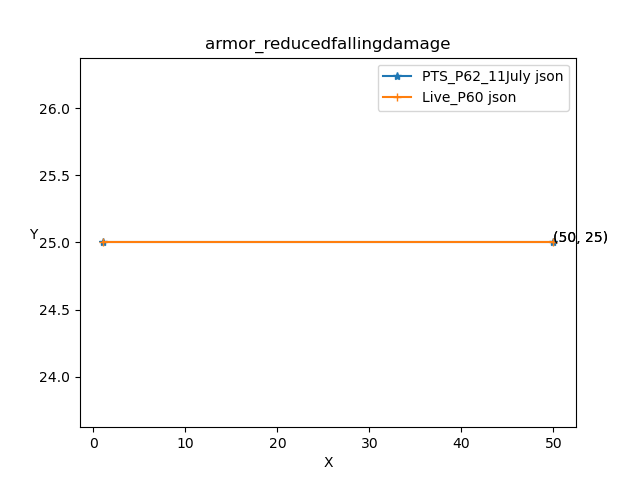 armor_reducedfallingdamage
PTS_P62_11July json
Live_P60 json
26.0
25.5
25.0
24.5
24.0
Y
(50, 25)
0 10 20 30 40 50
X